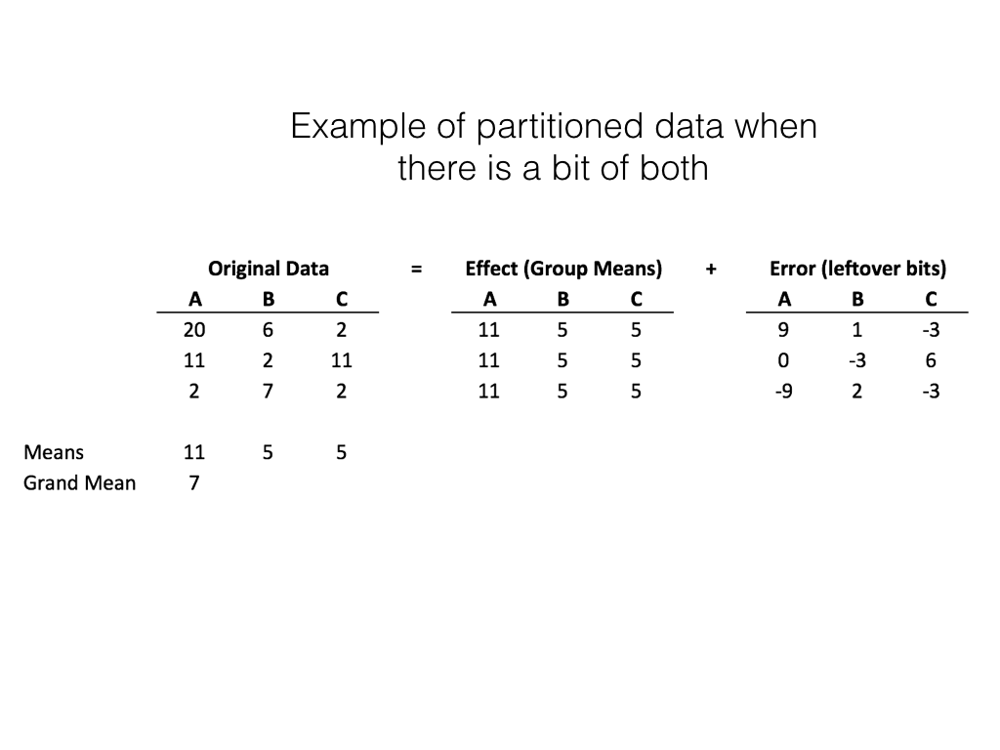 Example of partitioned data when
there is a bit of both
Original Data = Effect (Group Means) + Error (leftover bits)
A B C A B C A B C
20 6 2 11 5 5 9 1 -3
11 2 11 11 5 5 0 -3 6
2 7 2 11 5 5 -9 2 -3
Means 11 5 5
Grand Mean 7